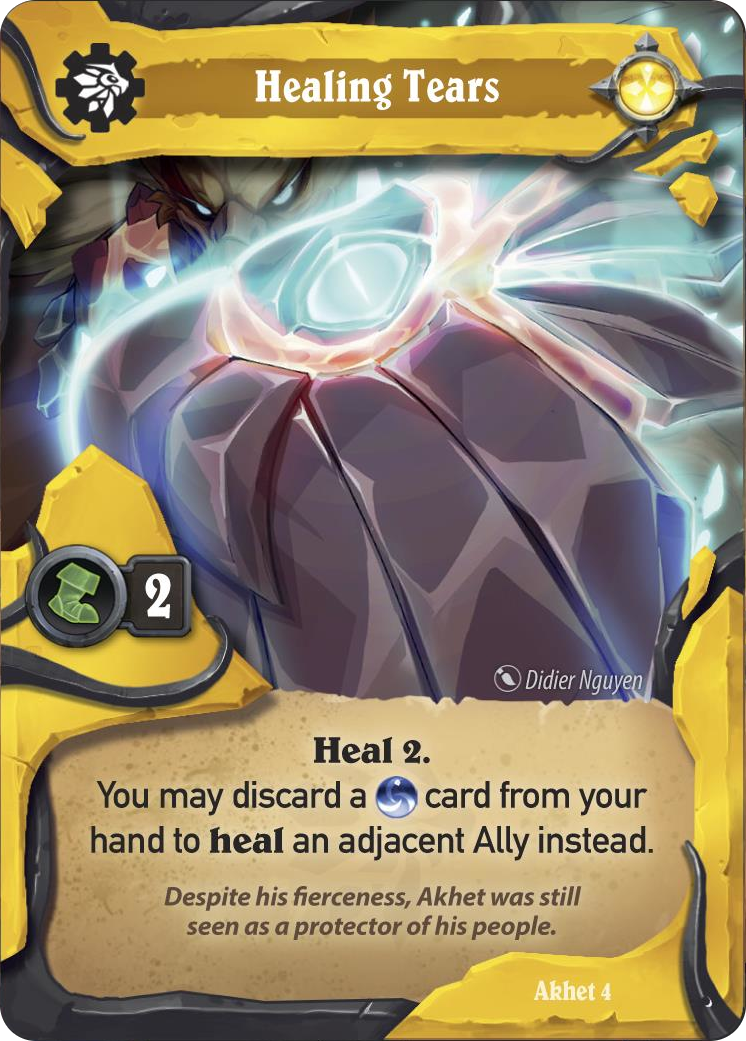 Healing Tears
2
Didier Nguyen
Heal 2.
You may discard a card from your
hand to heal an adjacent Ally instead.
Despite his fierceness, Akhet was still
seen as a protector of his people.
Akhet 4